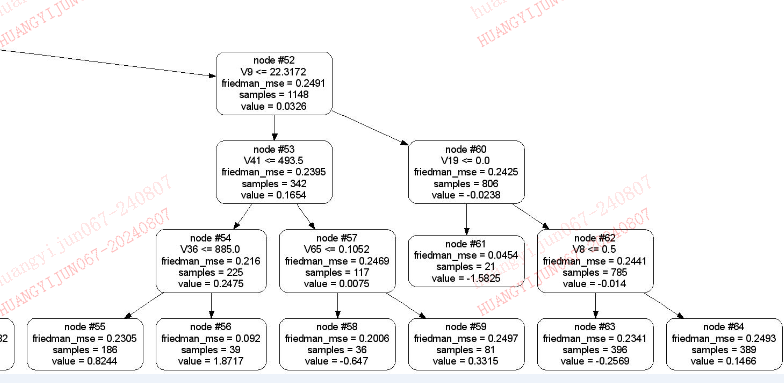 node #52
V9 <= 22.3172
friedman_mse = 0.2491
samples = 1148
value = 0.0326
node #53
V41 <= 493.5
friedman_mse = 0.2395
samples = 342
value = 0.1654
node #60
V19 <= 0.0
friedman_mse = 0.2425
samples = 806
value = -0.0238
node #54
V36 <= 885.0
friedman_mse = 0.216
samples = 225
value = 0.2475
node #57
V65 <= 0.1052
friedman_mse = 0.2469
samples = 117
value = 0.0075
node #61
friedman_mse = 0.0454
samples = 21
value = -1.5825
node #62
V8 <= 0.5
friedman_mse = 0.2441
samples = 785
value = -0.014
node #55
friedman_mse = 0.2305
samples = 186
value = 0.8244
node #56
friedman_mse = 0.092
samples = 39
value = 1.8717
node #58
friedman_mse = 0.2006
samples = 36
value = -0.647
node #59
friedman_mse = 0.2497
samples = 81
value = 0.3315
node #63
friedman_mse = 0.2341
samples = 396
value = -0.2569
node #64
friedman_mse = 0.2493
samples = 389
value = 0.1466
huangyijun067-240807
HUANGYIJUN067-20240807
huangyijun067-240807
HUANGYIJUN067-20240807